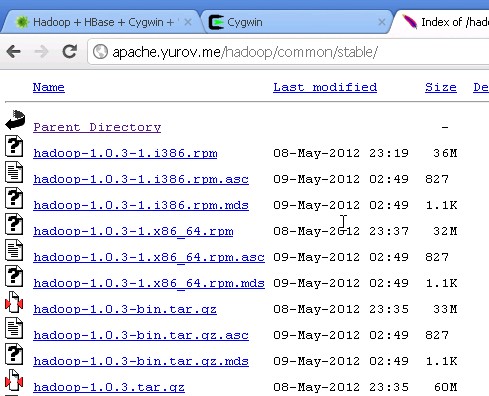 Hadoop + HBase + Cygwin +
Cygwin
Index of /had
apache.yurov.me/hadoop/common/stable/
Name Last modified Size De
Parent Directory -
hadoop-1.0.3-1.i386.rpm 08-May-2012 23:19 36M
hadoop-1.0.3-1.i386.rpm.asc 09-May-2012 02:49 827
hadoop-1.0.3-1.i386.rpm.mds 09-May-2012 02:49 1.1K
hadoop-1.0.3-1.x86_64.rpm 08-May-2012 23:37 32M
hadoop-1.0.3-1.x86_64.rpm.asc 09-May-2012 02:49 827
hadoop-1.0.3-1.x86_64.rpm.mds 09-May-2012 02:49 1.1K
hadoop-1.0.3-bin.tar.gz 08-May-2012 23:35 33M
hadoop-1.0.3-bin.tar.gz.asc 09-May-2012 02:49 827
hadoop-1.0.3-bin.tar.gz.mds 09-May-2012 02:49 1.1K
hadoop-1.0.3.tar.gz 08-May-2012 23:35 60M